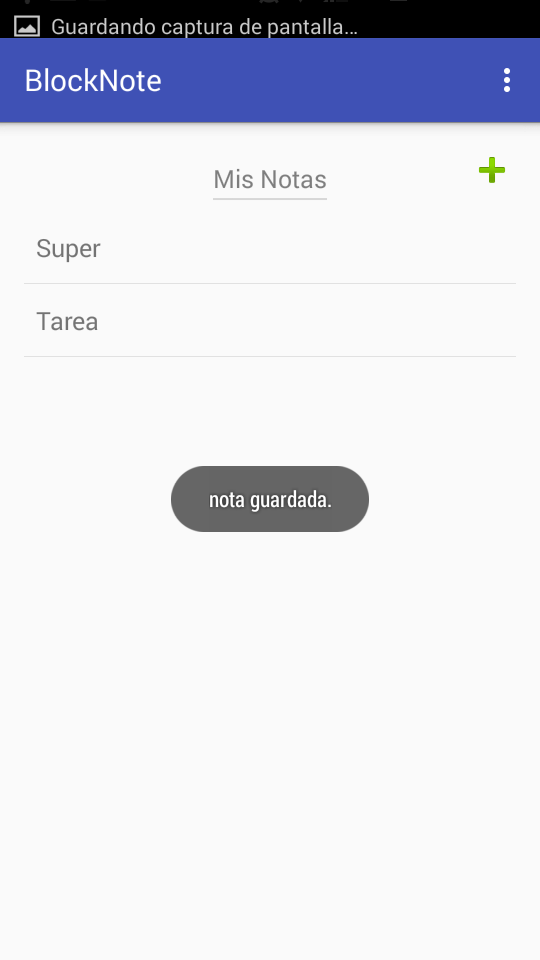 Guardando captura de pantalla...
BlockNote
Mis Notas
Super
Tarea
nota guardada.